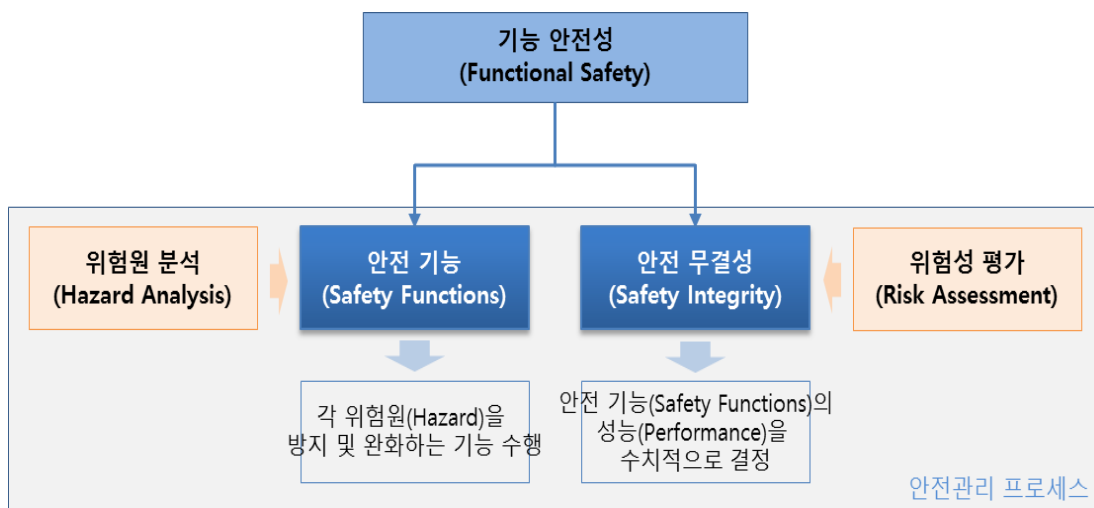 기능 안전성
(Functional Safety)
위험원 분석
(Hazard Analysis)
안전 기능
(Safety Functions)
안전 무결성
(Safety Integrity)
위험성 평가
(Risk Assessment)
각 위험원(Hazard)을
방지 및 완화하는 기능 수행
안전 기능(Safety Functions)의
성능(Performance)을
수치적으로 결정
안전관리 프로세스